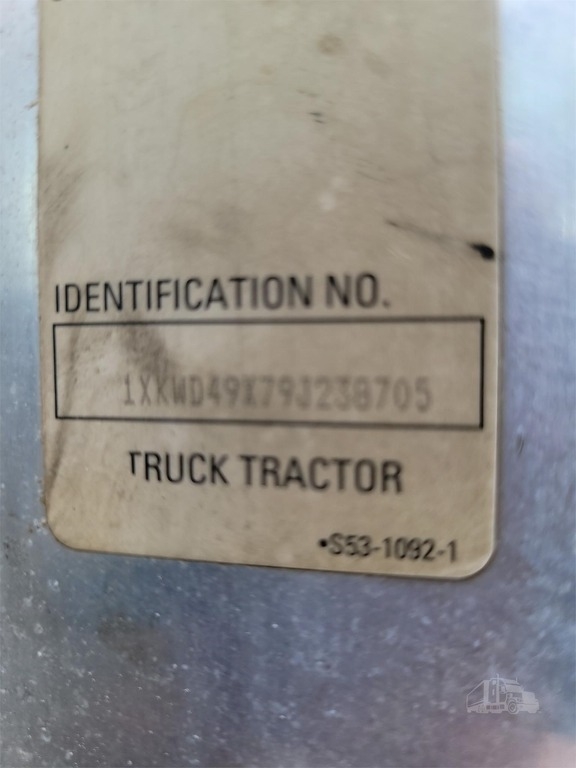 IDENTIFICATION NO.
1XKWD49X79J238705
TRUCK TRACTOR
•S53-1092-1